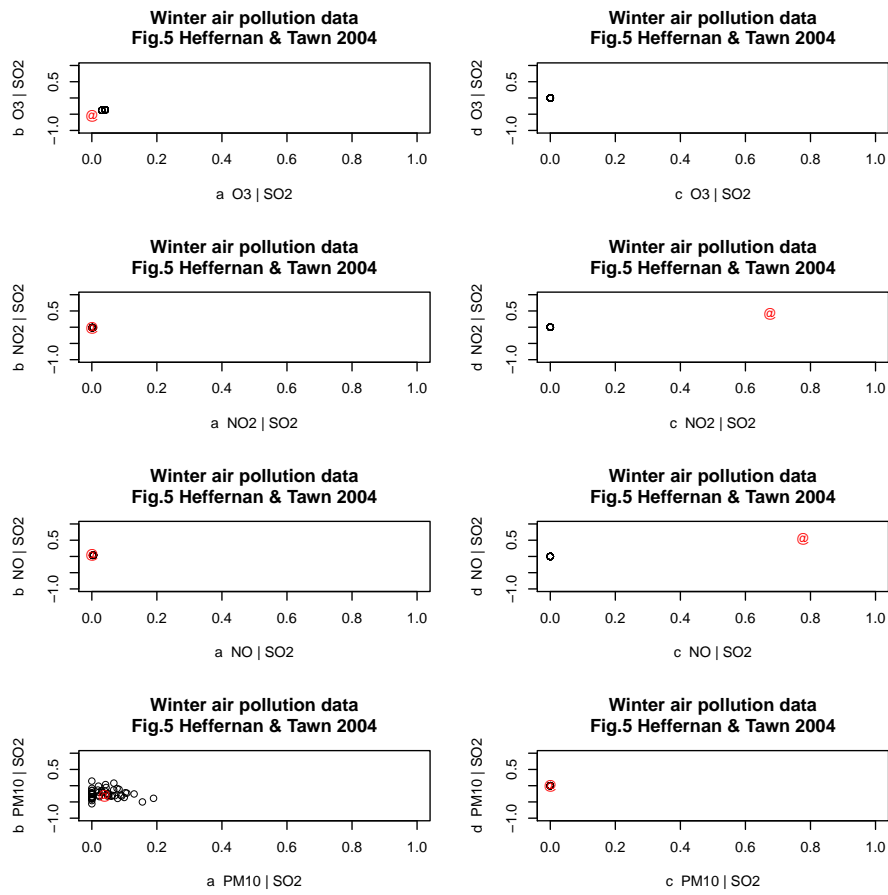 Winter air pollution data
Fig.5 Heffernan & Tawn 2004
b O3 | SO2
−1.0 0.5
@
0.0 0.2 0.4 0.6 0.8 1.0
a O3 | SO2
Winter air pollution data
Fig.5 Heffernan & Tawn 2004
d O3 | SO2
−1.0 0.5
0.0 0.2 0.4 0.6 0.8 1.0
c O3 | SO2
Winter air pollution data
Fig.5 Heffernan & Tawn 2004
b NO2 | SO2
−1.0 0.5
@
0.0 0.2 0.4 0.6 0.8 1.0
a NO2 | SO2
Winter air pollution data
Fig.5 Heffernan & Tawn 2004
d NO2 | SO2
−1.0 0.5
@
0.0 0.2 0.4 0.6 0.8 1.0
c NO2 | SO2
Winter air pollution data
Fig.5 Heffernan & Tawn 2004
b NO | SO2
−1.0 0.5
@
0.0 0.2 0.4 0.6 0.8 1.0
a NO | SO2
Winter air pollution data
Fig.5 Heffernan & Tawn 2004
d NO | SO2
−1.0 0.5
@
0.0 0.2 0.4 0.6 0.8 1.0
c NO | SO2
Winter air pollution data
Fig.5 Heffernan & Tawn 2004
b PM10 | SO2
−1.0 0.5
@
0.0 0.2 0.4 0.6 0.8 1.0
a PM10 | SO2
Winter air pollution data
Fig.5 Heffernan & Tawn 2004
d PM10 | SO2
−1.0 0.5
@
0.0 0.2 0.4 0.6 0.8 1.0
c PM10 | SO2